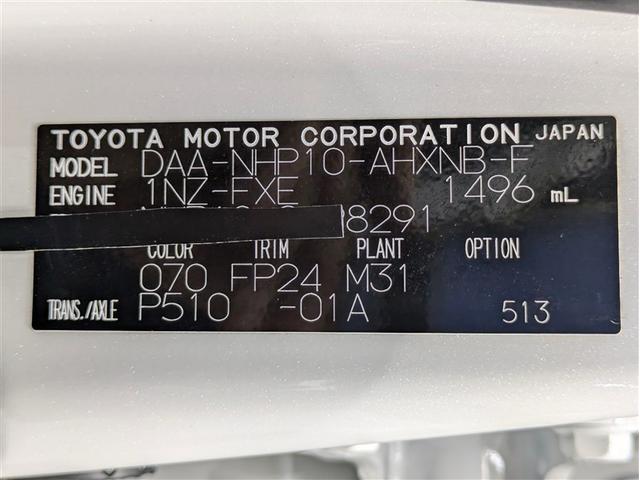 TOYOTA MOTOR CORPORATION JAPAN
MODEL DAA-NHP10-AHXNB-F
ENGINE 1NZ-FXE 1496 mL
8291
COLOR TRIM PLANT OPTION
070 FP24 M31
TRANS./AXLE P510 -01A 513